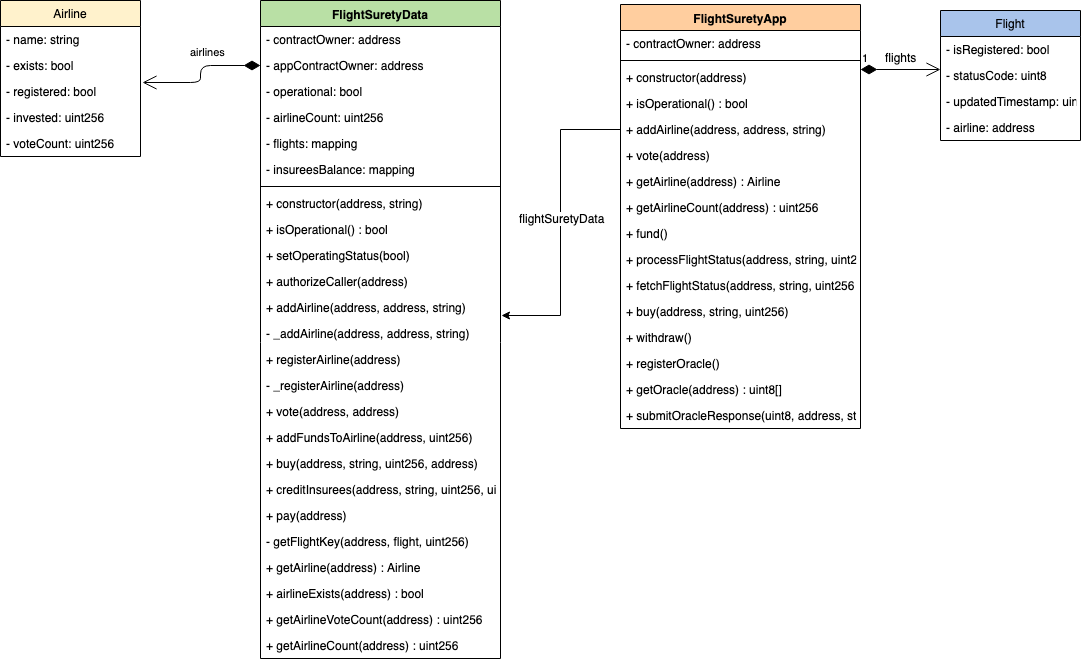 Airline
- name: string
- exists: bool
- registered: bool
- invested: uint256
- voteCount: uint256
airlines
FlightSuretyData
- contractOwner: address
- appContractOwner: address
- operational: bool
- airlineCount: uint256
- flights: mapping
- insureesBalance: mapping
+ constructor(address, string)
+ isOperational() : bool
+ setOperatingStatus(bool)
+ authorizeCaller(address)
+ addAirline(address, address, string)
- _addAirline(address, address, string)
+ registerAirline(address)
- _registerAirline(address)
+ vote(address, address)
+ addFundsToAirline(address, uint256)
+ buy(address, string, uint256, address)
+ creditInsurees(address, string, uint256, ui
+ pay(address)
- getFlightKey(address, flight, uint256)
+ getAirline(address) : Airline
+ airlineExists(address) : bool
+ getAirlineVoteCount(address) : uint256
+ getAirlineCount(address) : uint256
flightSuretyData
FlightSuretyApp
- contractOwner: address
+ constructor(address)
+ isOperational() : bool
+ addAirline(address, address, string)
+ vote(address)
+ getAirline(address) : Airline
+ getAirlineCount(address) : uint256
+ fund()
+ processFlightStatus(address, string, uint2
+ fetchFlightStatus(address, string, uint256
+ buy(address, string, uint256)
+ withdraw()
+ registerOracle()
+ getOracle(address) : uint8[]
+ submitOracleResponse(uint8, address, st
1
flights
Flight
- isRegistered: bool
- statusCode: uint8
- updatedTimestamp: uin
- airline: address